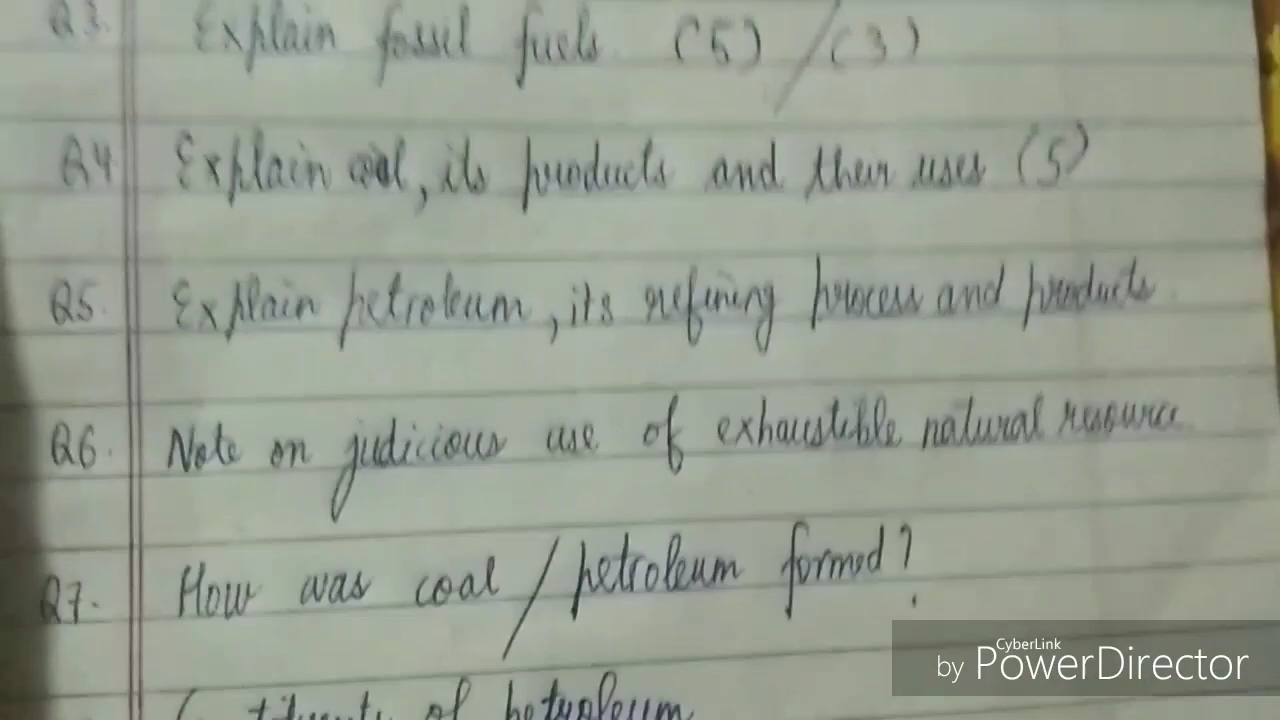 Q3. Explain fossil fuels (5) / (3)
Q4 Explain coal, its products and their uses (5)
Q5. Explain petroleum, its refining process and products
Q6. Note on judicious use of exhaustible natural resource
Q7. How was coal / petroleum formed?
of petroleum
CyberLink
by PowerDirector